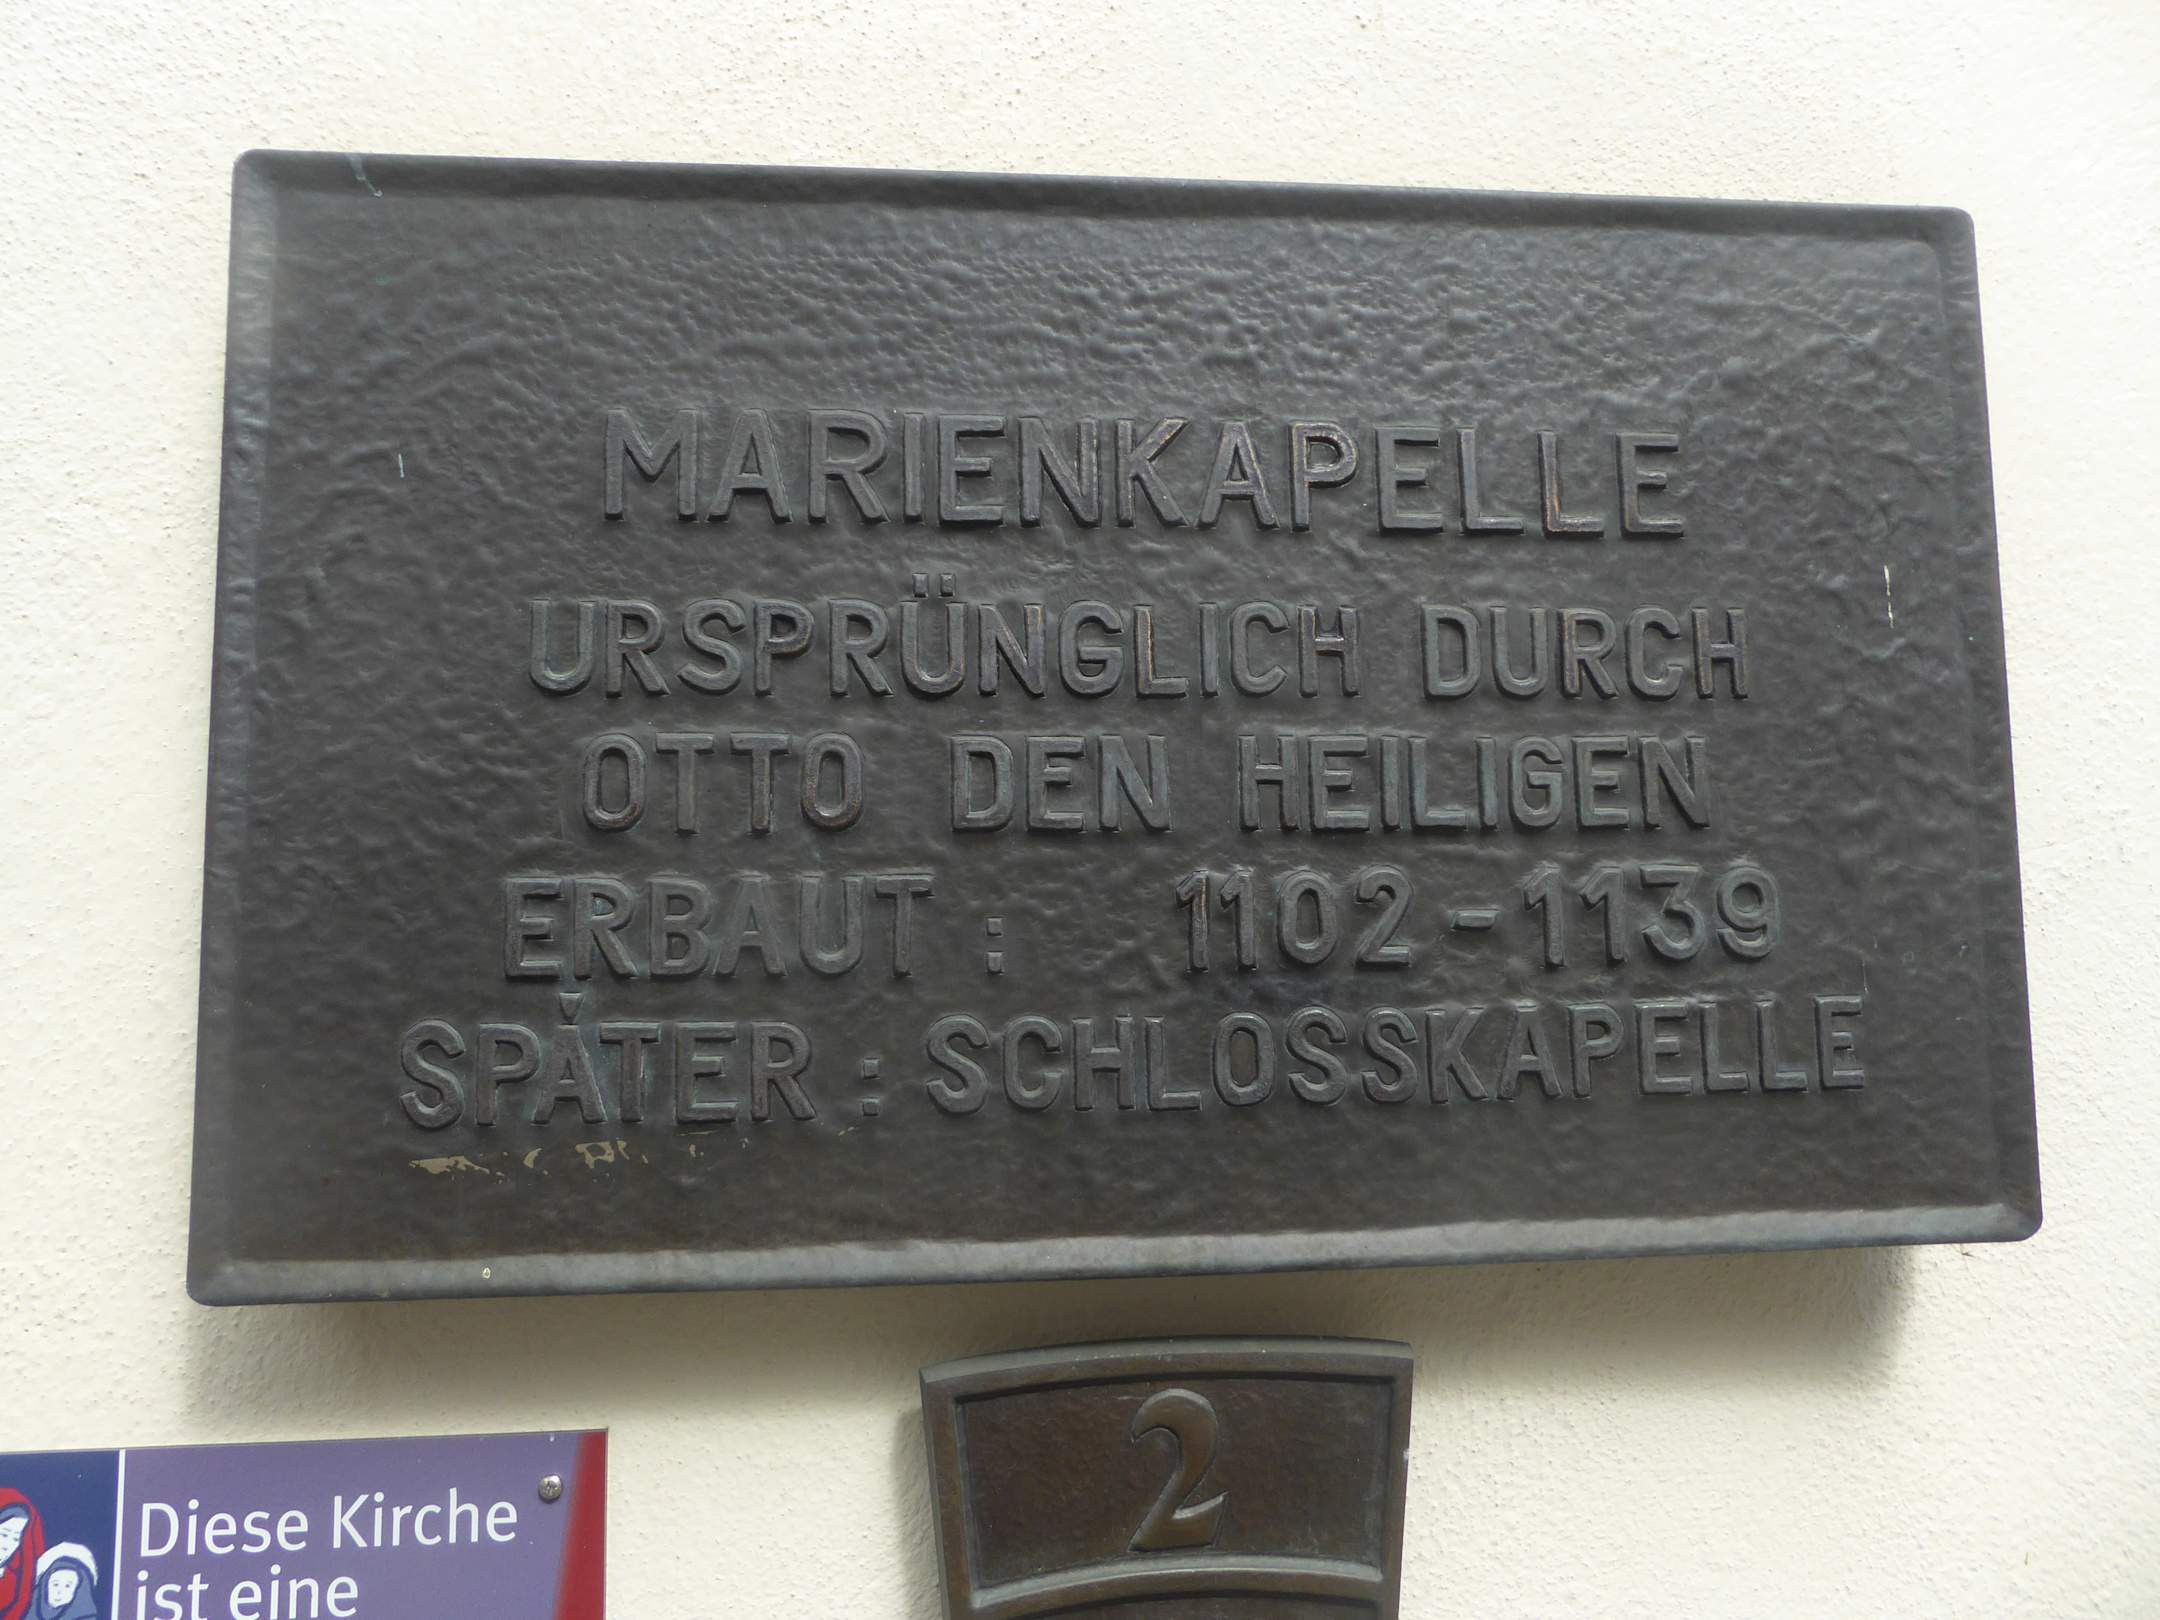 MARIENKAPELLE
URSPRÜNGLICH DURCH
OTTO DEN HEILIGEN
ERBAUT : 1102 - 1139
SPÄTER : SCHLOSSKAPELLE
2
Diese Kirche
ist eine